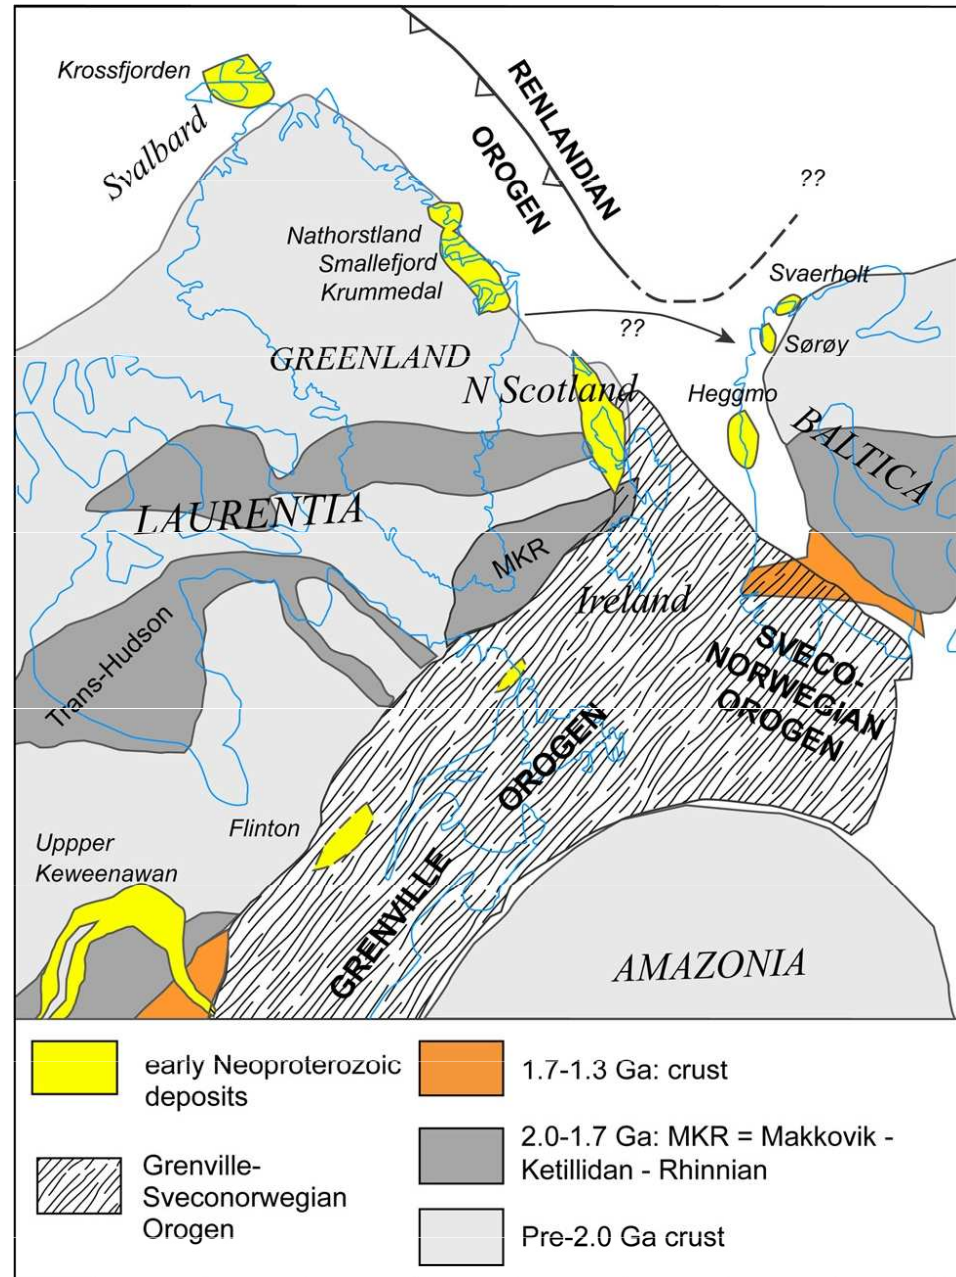 Krossfjorden
Svalbard
RENLANDIAN
OROGEN
??
Nathorstland
Smallefjord
Krummedal
Svaerholt
??
Sørøy
GREENLAND
N Scotland
Heggmo
BALTICA
LAURENTIA
MKR
Ireland
Trans-Hudson
SVECO-
NORWEGIAN
OROGEN
GRENVILLE
OROGEN
Flinton
Uppper
Keweenawan
AMAZONIA
early Neoproterozoic
deposits
Grenville-
Sveconorwegian
Orogen
1.7-1.3 Ga: crust
2.0-1.7 Ga: MKR = Makkovik -
Ketillidan - Rhinnian
Pre-2.0 Ga crust